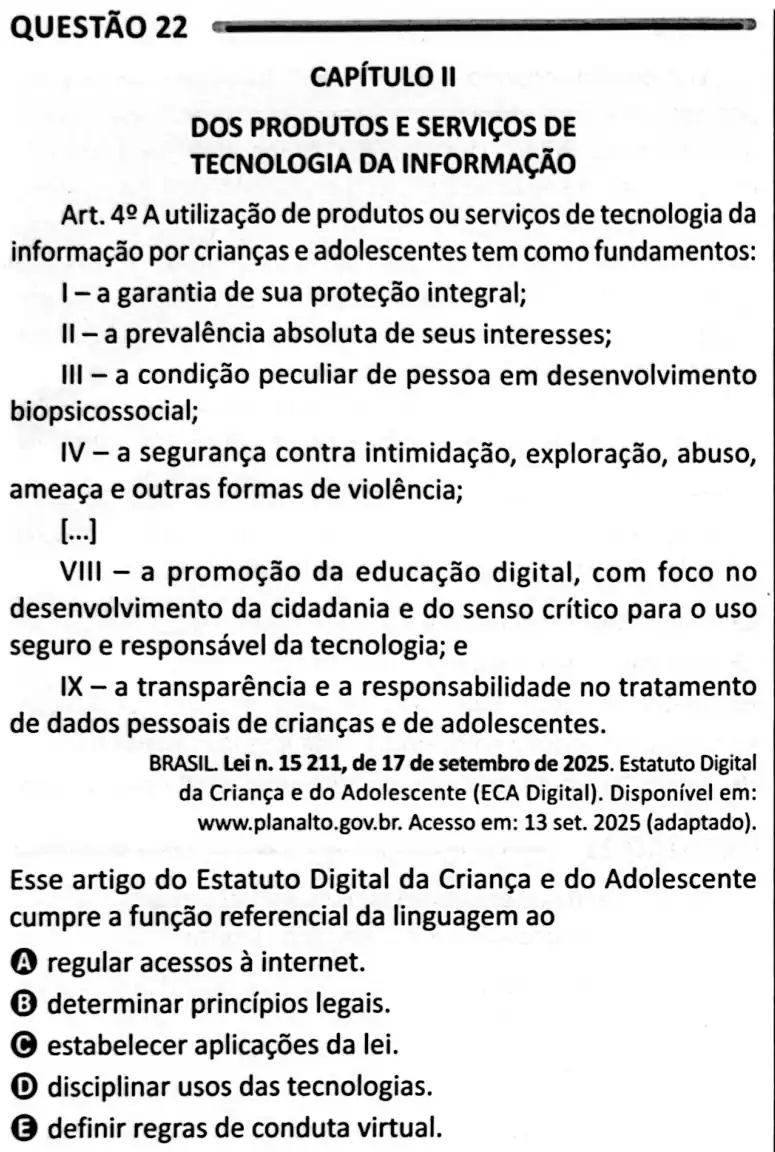 QUESTÃO 22
CAPÍTULO II
DOS PRODUTOS E SERVIÇOS DE
TECNOLOGIA DA INFORMAÇÃO
Art. 4º A utilização de produtos ou serviços de tecnologia da
informação por crianças e adolescentes tem como fundamentos:
I – a garantia de sua proteção integral;
II – a prevalência absoluta de seus interesses;
III – a condição peculiar de pessoa em desenvolvimento
biopsicossocial;
IV – a segurança contra intimidação, exploração, abuso,
ameaça e outras formas de violência;
[...]
VIII – a promoção da educação digital, com foco no
desenvolvimento da cidadania e do senso crítico para o uso
seguro e responsável da tecnologia; e
IX – a transparência e a responsabilidade no tratamento
de dados pessoais de crianças e de adolescentes.
BRASIL. Lei n. 15 211, de 17 de setembro de 2025. Estatuto Digital
da Criança e do Adolescente (ECA Digital). Disponível em:
www.planalto.gov.br. Acesso em: 13 set. 2025 (adaptado).
Esse artigo do Estatuto Digital da Criança e do Adolescente
cumpre a função referencial da linguagem ao
A regular acessos à internet.
B determinar princípios legais.
C estabelecer aplicações da lei.
D disciplinar usos das tecnologias.
E definir regras de conduta virtual.